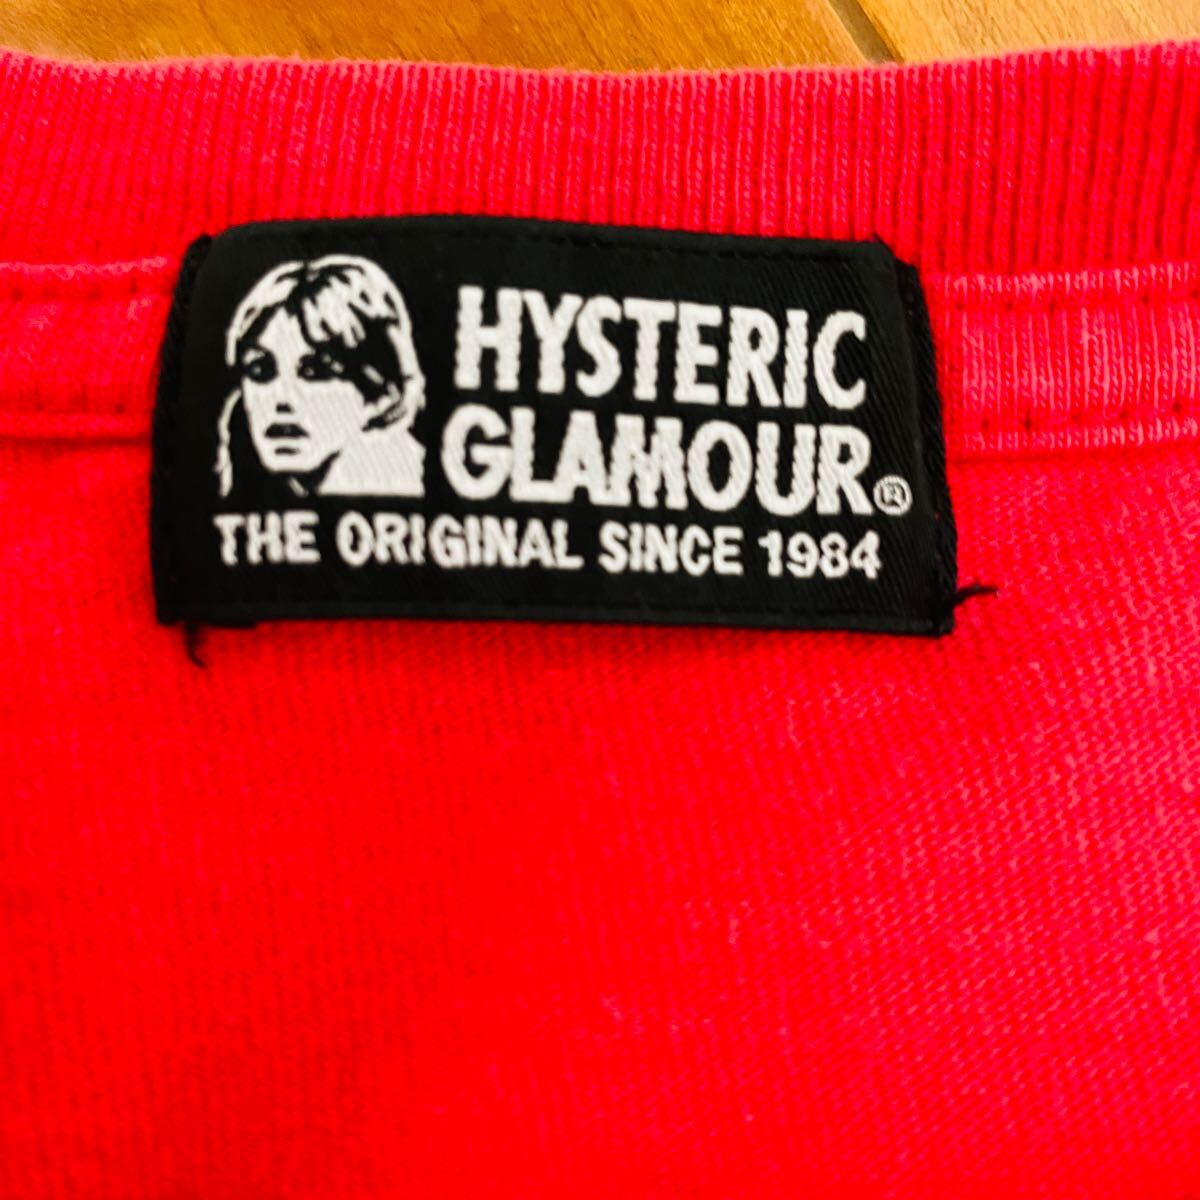 HYSTERIC
GLAMOUR®
THE ORIGINAL SINCE 1984